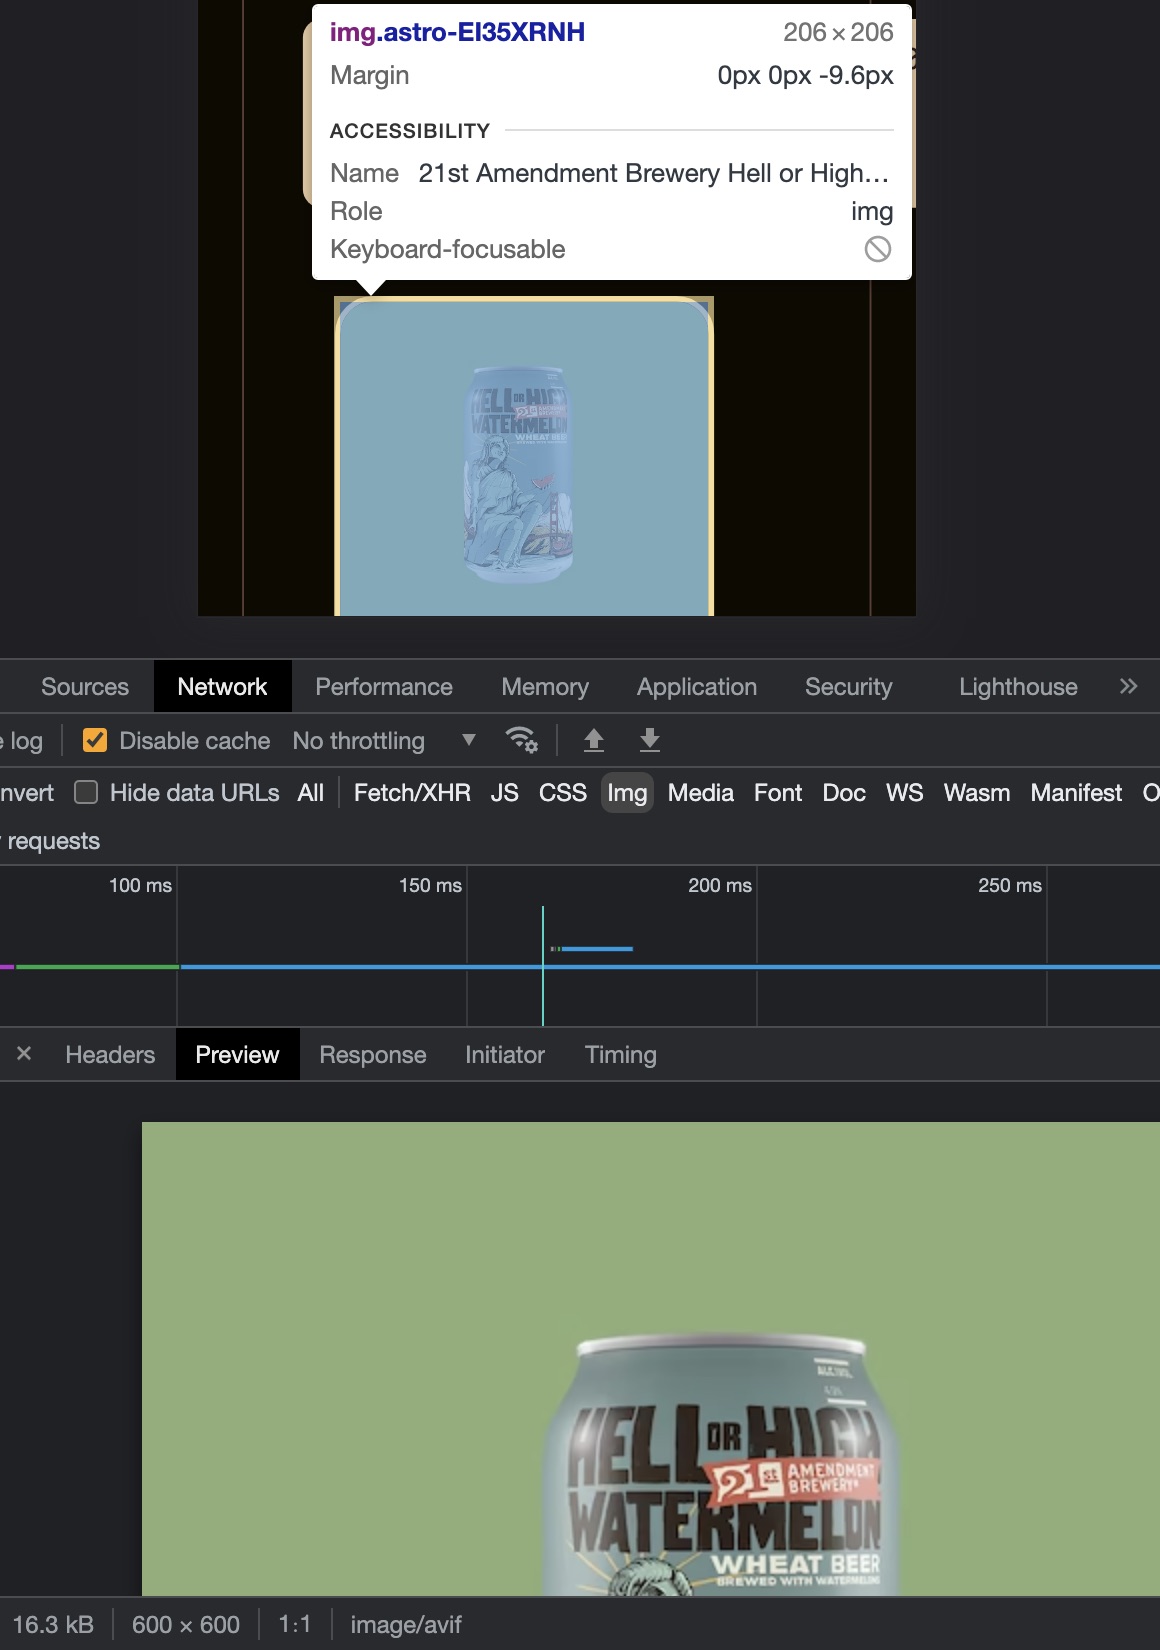 img.astro-EI35XRNH 206 × 206
Margin 0px 0px -9.6px
ACCESSIBILITY
Name 21st Amendment Brewery Hell or High…
Role img
Keyboard-focusable
HELL OR HIGH
21st AMENDMENT BREWERY
WATERMELON
WHEAT BEER
Sources Network Performance Memory Application Security Lighthouse »
e log Disable cache No throttling
nvert Hide data URLs All Fetch/XHR JS CSS Img Media Font Doc WS Wasm Manifest O
requests
100 ms 150 ms 200 ms 250 ms
× Headers Preview Response Initiator Timing
HELL OR HIGH
21st AMENDMENT
BREWERY
WATERMELON
WHEAT BEER
BREWED WITH WATERMELONS
16.3 kB 600 × 600 1:1 image/avif